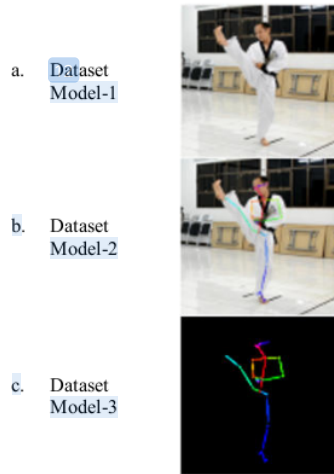 a. Dataset
Model-1
b. Dataset
Model-2
c. Dataset
Model-3